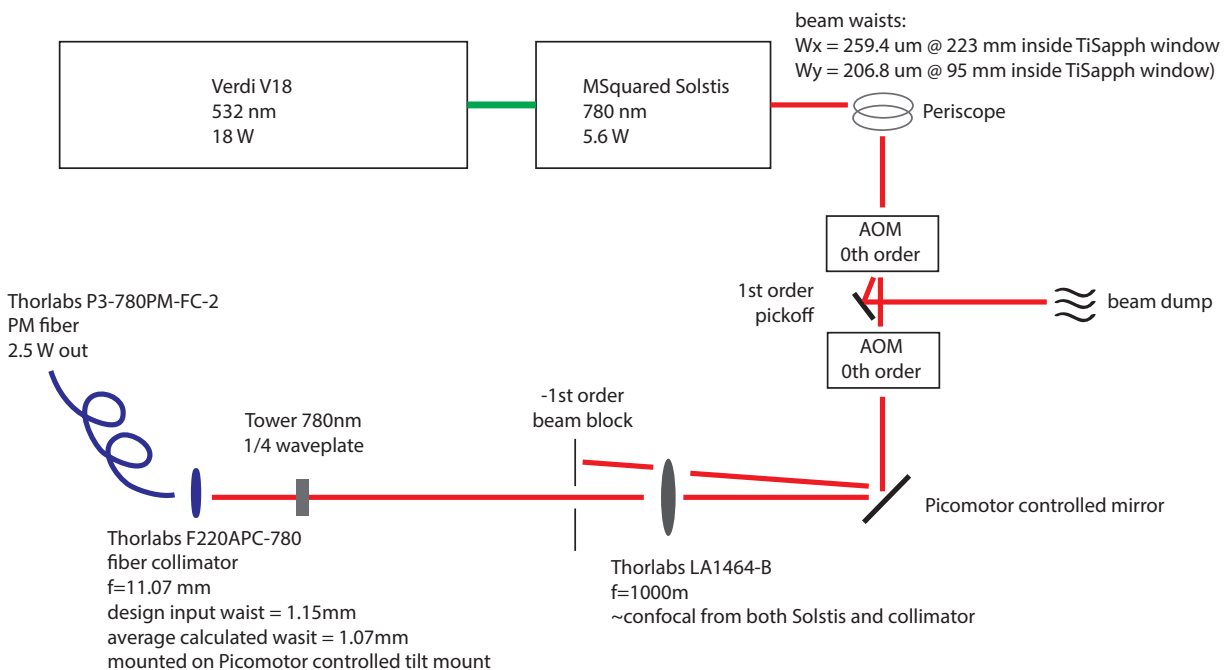 beam waists:
Wx = 259.4 um @ 223 mm inside TiSapph window
Wy = 206.8 um @ 95 mm inside TiSapph window)
Verdi V18
532 nm
18 W
MSquared Solstis
780 nm
5.6 W
Periscope
AOM
0th order
1st order
pickoff
beam dump
AOM
0th order
Thorlabs P3-780PM-FC-2
PM fiber
2.5 W out
Tower 780nm
1/4 waveplate
-1st order
beam block
Picomotor controlled mirror
Thorlabs F220APC-780
fiber collimator
f=11.07 mm
design input waist = 1.15mm
average calculated wasit = 1.07mm
mounted on Picomotor controlled tilt mount
Thorlabs LA1464-B
f=1000m
~confocal from both Solstis and collimator